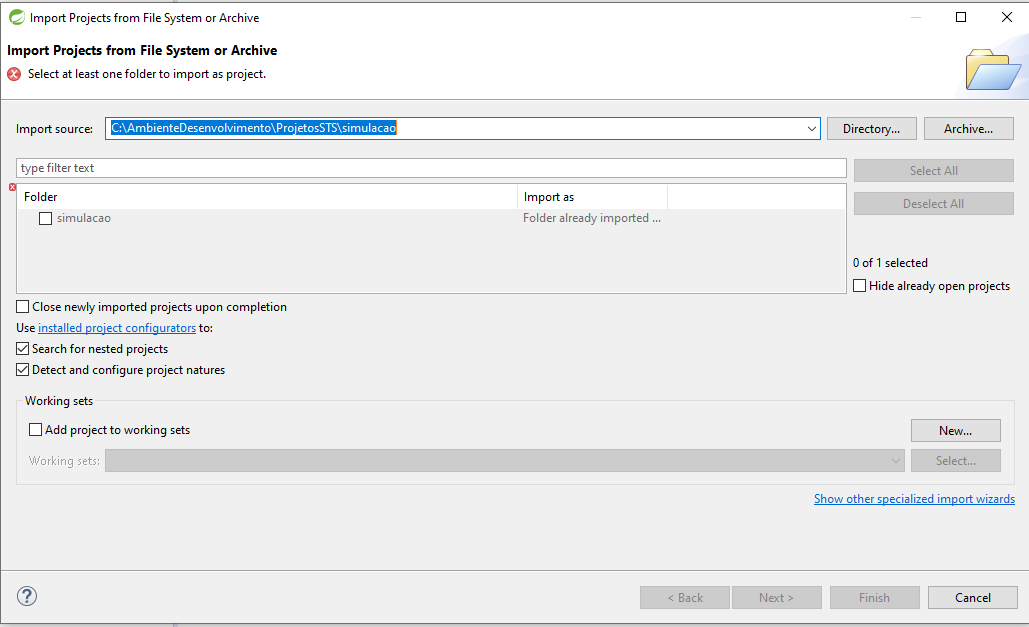 Import Projects from File System or Archive
Import Projects from File System or Archive
Select at least one folder to import as project.
Import source: C:\AmbienteDesenvolvimento\ProjetosSTS\simulacao Directory... Archive...
type filter text Select All
Folder Import as Deselect All
simulacao Folder already imported ...
0 of 1 selected
Hide already open projects
Close newly imported projects upon completion
Use installed project configurators to:
Search for nested projects
Detect and configure project natures
Working sets
Add project to working sets New...
Working sets: Select...
Show other specialized import wizards
? < Back Next > Finish Cancel